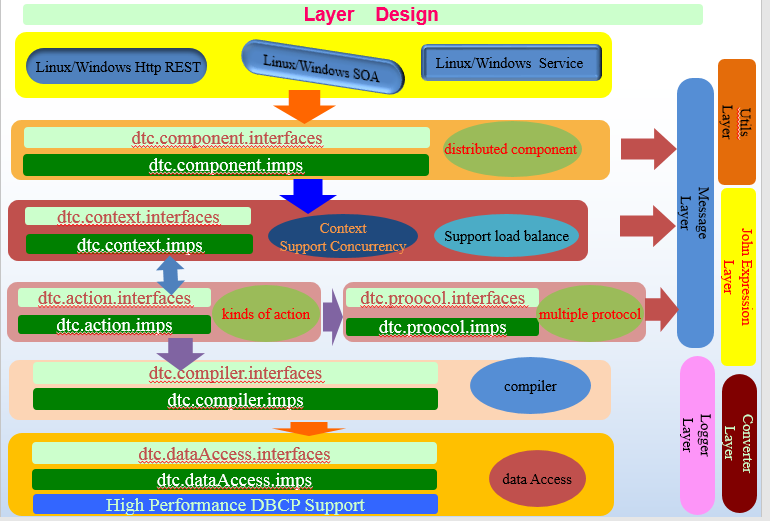 Layer Design
Linux/Windows Http REST
Linux/Windows SOA
Linux/Windows Service
dtc.component.interfaces
dtc.component.imps
distributed component
dtc.context.interfaces
dtc.context.imps
Context
Support Concurrency
Support load balance
dtc.action.interfaces
dtc.action.imps
kinds of action
dtc.proocol.interfaces
dtc.proocol.imps
multiple protocol
dtc.compiler.interfaces
dtc.compiler.imps
compiler
dtc.dataAccess.interfaces
dtc.dataAccess.imps
High Performance DBCP Support
data Access
Message
Layer
Logger
Layer
Utils
Layer
John Expression
Layer
Converter
Layer